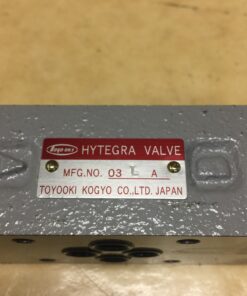 HYTEGRA VALVE
MFG.NO. 03 L A
TOYOOKI KOGYO CO.,LTD. JAPAN